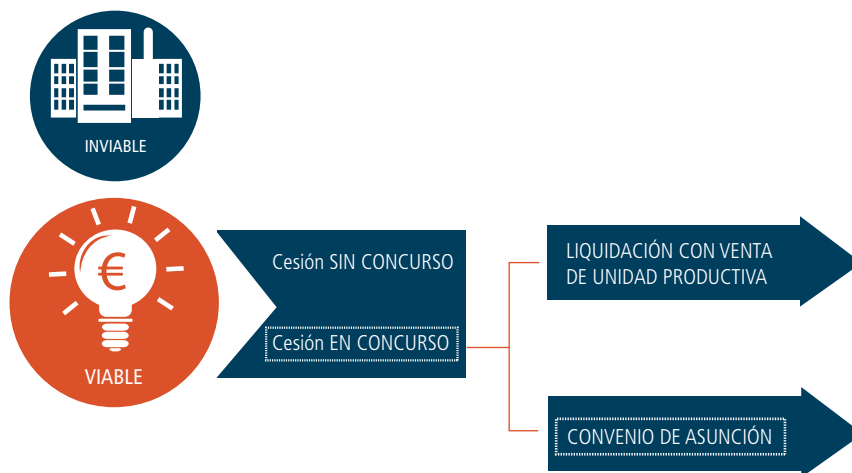 INVIABLE
€
VIABLE
Cesión SIN CONCURSO
Cesión EN CONCURSO
LIQUIDACIÓN CON VENTA
DE UNIDAD PRODUCTIVA
CONVENIO DE ASUNCIÓN